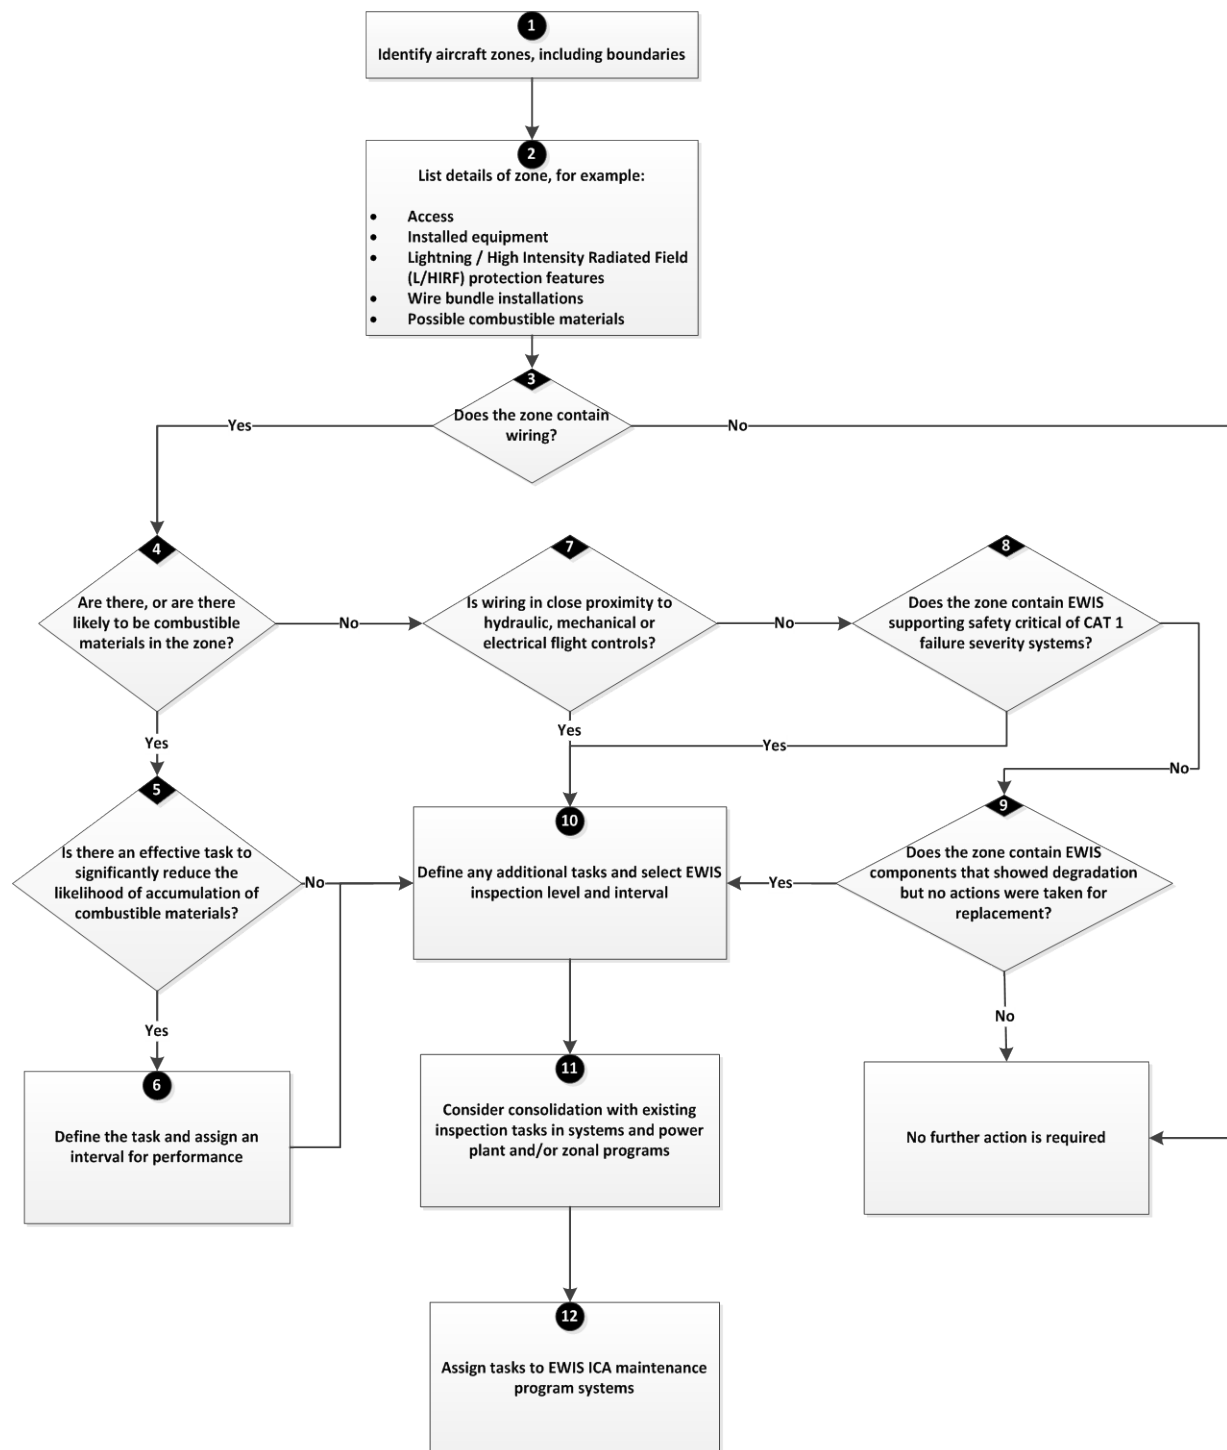 1
Identify aircraft zones, including boundaries
2
List details of zone, for example:
• Access
• Installed equipment
• Lightning / High Intensity Radiated Field
(L/HIRF) protection features
• Wire bundle installations
• Possible combustible materials
3
Does the zone contain
wiring?
Yes
No
4
Are there, or are there
likely to be combustible
materials in the zone?
No
7
Is wiring in close proximity to
hydraulic, mechanical or
electrical flight controls?
No
8
Does the zone contain EWIS
supporting safety critical of CAT 1
failure severity systems?
Yes
Yes
Yes
No
5
Is there an effective task to
significantly reduce the
likelihood of accumulation of
combustible materials?
No
10
Define any additional tasks and select EWIS
inspection level and interval
Yes
9
Does the zone contain EWIS
components that showed degradation
but no actions were taken for
replacement?
Yes
No
6
Define the task and assign an
interval for performance
11
Consider consolidation with existing
inspection tasks in systems and power
plant and/or zonal programs
No further action is required
12
Assign tasks to EWIS ICA maintenance
program systems